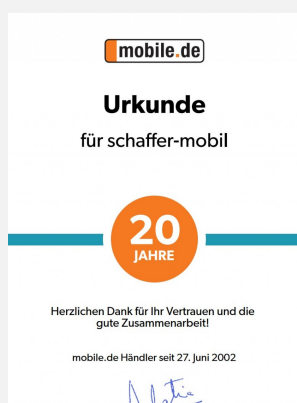 mobile.de
Urkunde
für schaffer-mobil
20
JAHRE
Herzlichen Dank für Ihr Vertrauen und die
gute Zusammenarbeit!
mobile.de Händler seit 27. Juni 2002